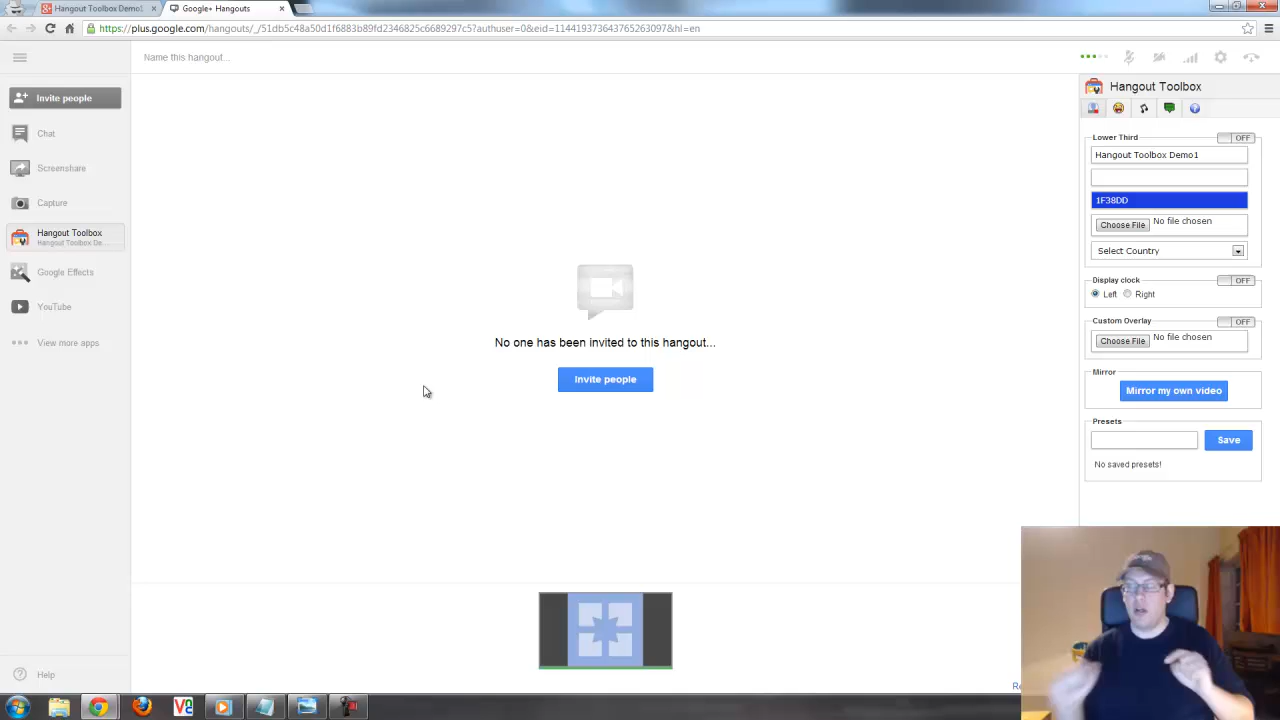 Hangout Toolbox Demo1
Google+ Hangouts
https://plus.google.com/hangouts/_/51db5c48a50d1f6883b89fd2346825c6689297c5?authuser=0&eid=114419373643765263097&hl=en
Name this hangout...
Invite people
Chat
Screenshare
Capture
Hangout Toolbox
Hangout Toolbox De...
Google Effects
YouTube
View more apps
Help
No one has been invited to this hangout...
Invite people
Hangout Toolbox
Lower Third
OFF
Hangout Toolbox Demo1
1F38DD
Choose File No file chosen
Select Country
Display clock
OFF
Left Right
Custom Overlay
OFF
Choose File No file chosen
Mirror
Mirror my own video
Presets
Save
No saved presets!